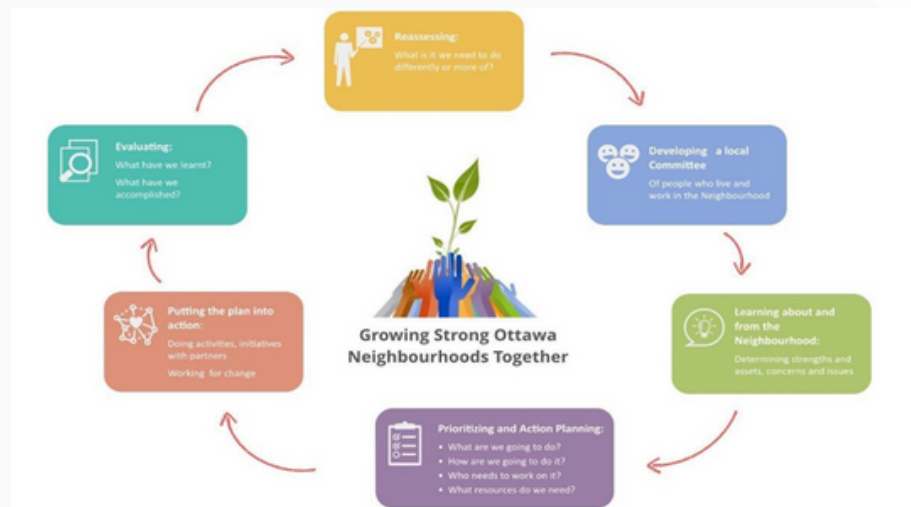 Reassessing:
What is it we need to do
differently or more of?
Developing a local
Committee
Of people who live and
work in the Neighbourhood
Learning about and
from the
Neighbourhood:
Determining strengths and
assets, concerns and issues
Prioritizing and Action Planning:
• What are we going to do?
• How are we going to do it?
• Who needs to work on it?
• What resources do we need?
Putting the plan into
action:
Doing activities, initiatives
with partners
Working for change
Evaluating:
What have we learnt?
What have we
accomplished?
Growing Strong Ottawa
Neighbourhoods Together